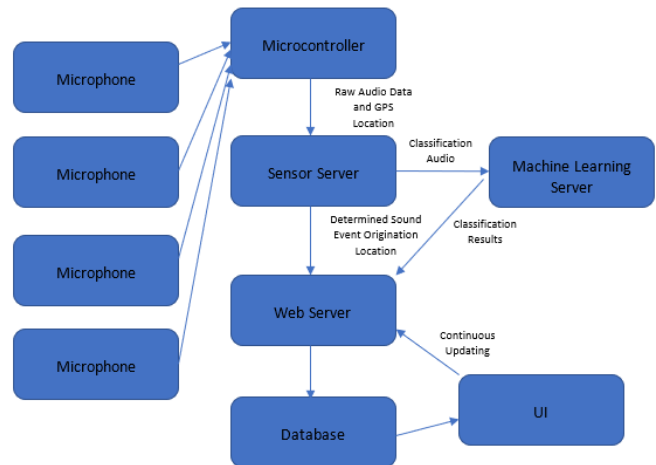 Microcontroller
Microphone
Raw Audio Data
and GPS
Location
Microphone
Classification
Audio
Sensor Server
Machine Learning
Server
Determined Sound
Event Origination
Location
Classification
Results
Microphone
Web Server
Continuous
Updating
Microphone
UI
Database